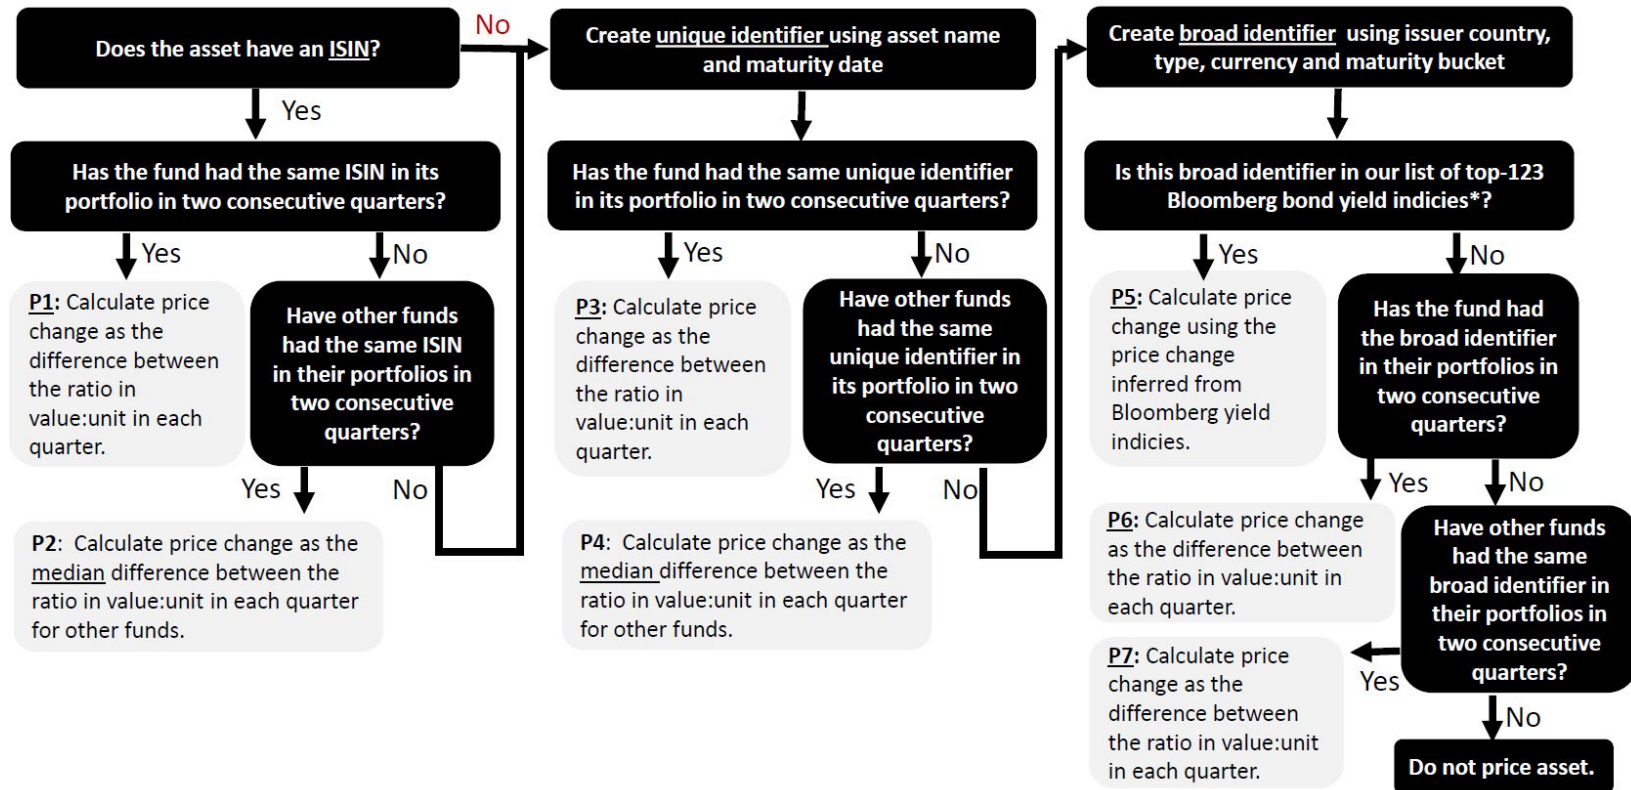 Does the asset have an ISIN?
No
Yes
Has the fund had the same ISIN in its
portfolio in two consecutive quarters?
Yes
No
P1: Calculate price
change as the
difference between
the ratio in
value:unit in each
quarter.
Have other funds
had the same ISIN
in their portfolios in
two consecutive
quarters?
Yes
No
P2:  Calculate price change as the
median difference between the
ratio in value:unit in each quarter
for other funds.
Create unique identifier using asset name
and maturity date
Has the fund had the same unique identifier
in its portfolio in two consecutive quarters?
Yes
No
P3: Calculate price
change as the
difference between
the ratio in
value:unit in each
quarter.
Have other funds
had the same
unique identifier in
its portfolio in two
consecutive
quarters?
Yes
No
P4:  Calculate price change as the
median difference between the
ratio in value:unit in each quarter
for other funds.
Create broad identifier  using issuer country,
type, currency and maturity bucket
Is this broad identifier in our list of top-123
Bloomberg bond yield indicies*?
Yes
No
P5: Calculate price
change using the
price change
inferred from
Bloomberg yield
indicies.
Has the fund had
the broad identifier
in their portfolios in
two consecutive
quarters?
Yes
No
P6: Calculate price change
as the difference between
the ratio in value:unit in
each quarter.
Have other funds
had the same
broad identifier in
their portfolios in
two consecutive
quarters?
Yes
P7: Calculate price
change as the
difference between
the ratio in value:unit
in each quarter.
No
Do not price asset.